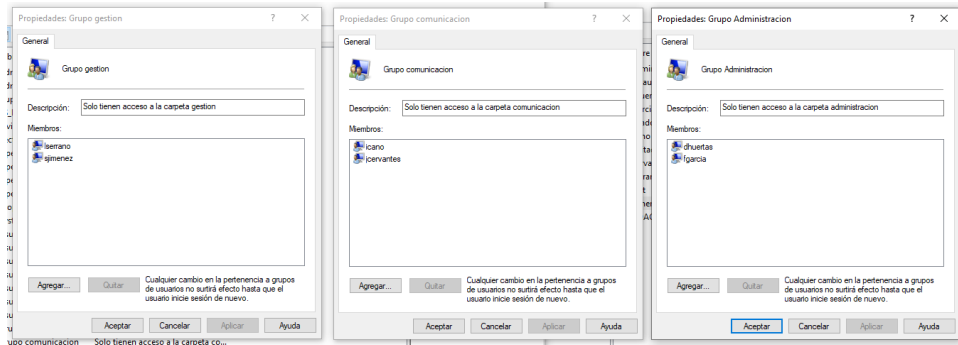 Propiedades: Grupo gestion
General
Grupo gestion
Descripción: Solo tienen acceso a la carpeta gestion
Miembros:
lserrano
sjimenez
Agregar... Quitar
Cualquier cambio en la pertenencia a grupos
de usuarios no surtirá efecto hasta que el
usuario inicie sesión de nuevo.
Aceptar Cancelar Aplicar Ayuda
Propiedades: Grupo comunicacion
General
Grupo comunicacion
Descripción: Solo tienen acceso a la carpeta comunicacion
Miembros:
icano
jcervantes
Agregar... Quitar
Cualquier cambio en la pertenencia a grupos
de usuarios no surtirá efecto hasta que el
usuario inicie sesión de nuevo.
Aceptar Cancelar Aplicar Ayuda
Propiedades: Grupo Administracion
General
Grupo Administracion
Descripción: Solo tienen acceso a la carpeta administracion
Miembros:
dhuertas
fgarcia
Agregar... Quitar
Cualquier cambio en la pertenencia a grupos
de usuarios no surtirá efecto hasta que el
usuario inicie sesión de nuevo.
Aceptar Cancelar Aplicar Ayuda
upo comunicacion Solo tienen acceso a la carpeta co...